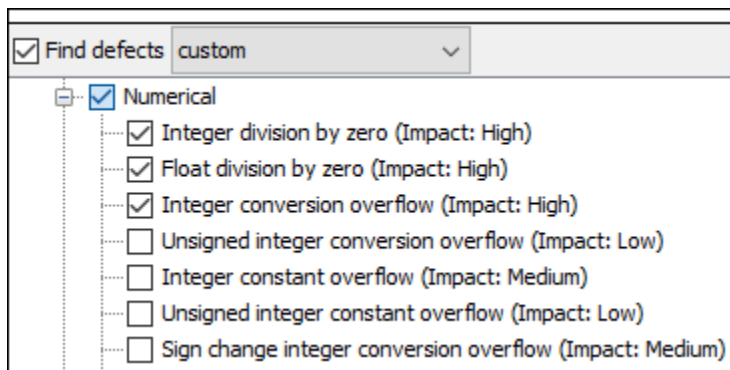 Find defects custom
Numerical
Integer division by zero (Impact: High)
Float division by zero (Impact: High)
Integer conversion overflow (Impact: High)
Unsigned integer conversion overflow (Impact: Low)
Integer constant overflow (Impact: Medium)
Unsigned integer constant overflow (Impact: Low)
Sign change integer conversion overflow (Impact: Medium)